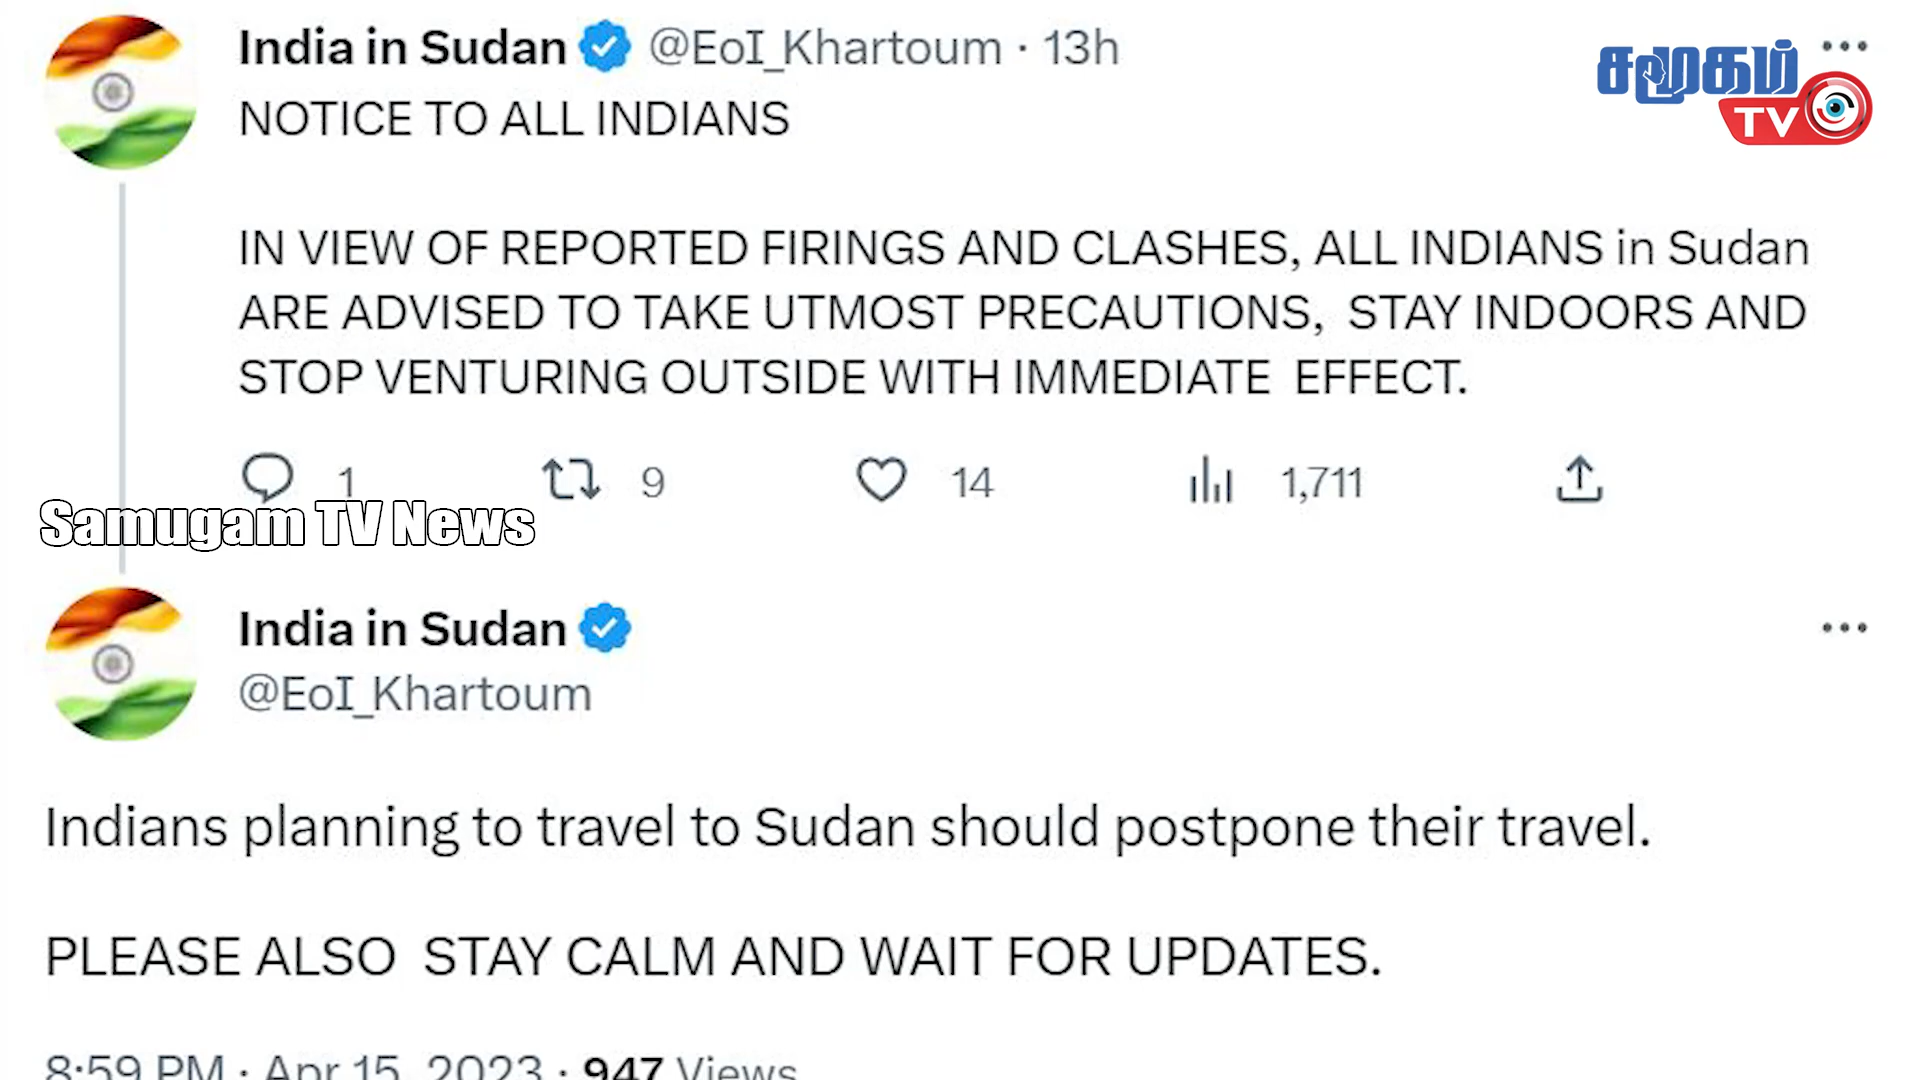 India in Sudan @EoI_Khartoum · 13h
சமூகம்
TV
NOTICE TO ALL INDIANS
IN VIEW OF REPORTED FIRINGS AND CLASHES, ALL INDIANS in Sudan
ARE ADVISED TO TAKE UTMOST PRECAUTIONS, STAY INDOORS AND
STOP VENTURING OUTSIDE WITH IMMEDIATE EFFECT.
1 9 14 1,711
Samugam TV News
India in Sudan
@EoI_Khartoum
Indians planning to travel to Sudan should postpone their travel.
PLEASE ALSO STAY CALM AND WAIT FOR UPDATES.
8:59 PM · Apr 15, 2023 · 947 Views